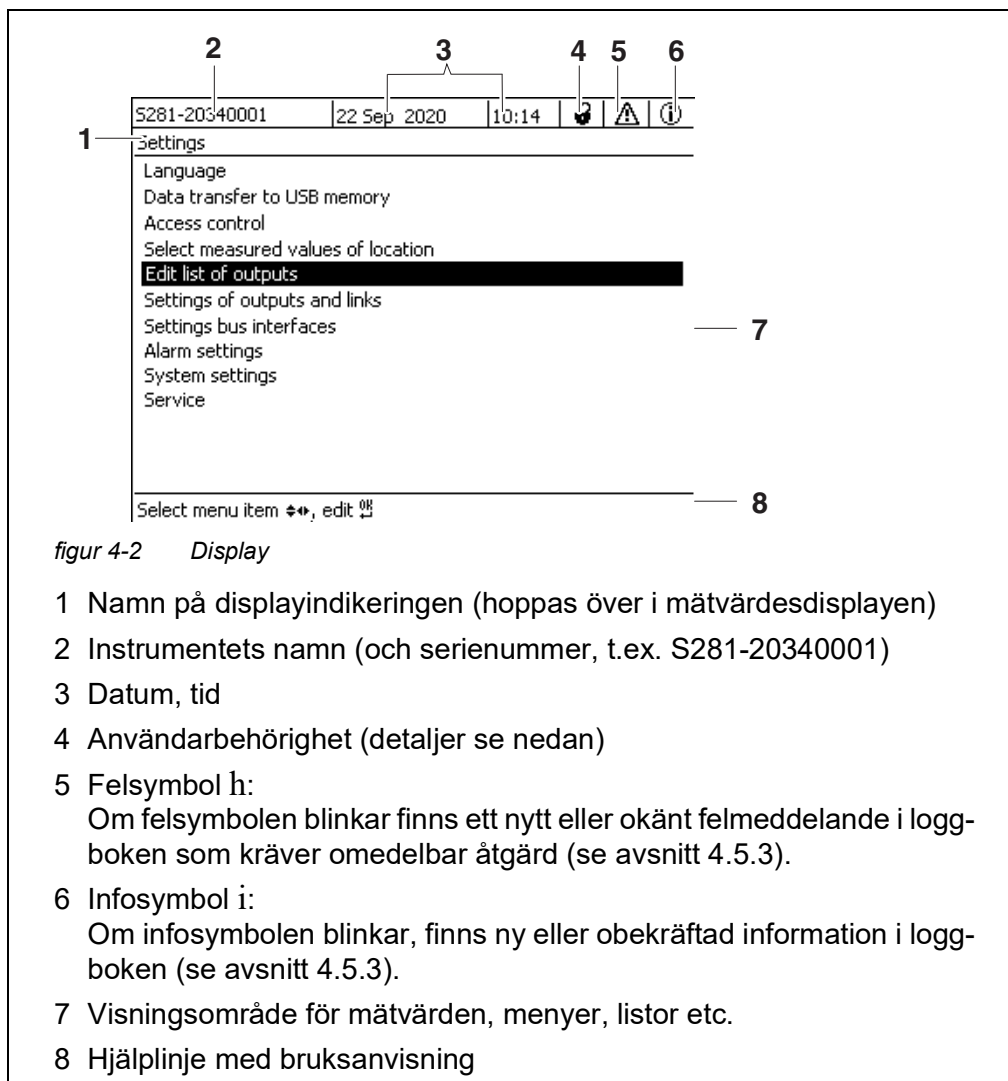 2 3 4 5 6
S281-20340001 22 Sep 2020 10:14
1
Settings
Language
Data transfer to USB memory
Access control
Select measured values of location
Edit list of outputs
Settings of outputs and links
Settings bus interfaces
7
Alarm settings
System settings
Service
8
Select menu item, edit OK
figur 4-2 Display
1 Namn på displayindikeringen (hoppas över i mätvärdesdisplayen)
2 Instrumentets namn (och serienummer, t.ex. S281-20340001)
3 Datum, tid
4 Användarbehörighet (detaljer se nedan)
5 Felsymbol h:
Om felsymbolen blinkar finns ett nytt eller okänt felmeddelande i logg-
boken som kräver omedelbar åtgärd (se avsnitt 4.5.3).
6 Infosymbol i:
Om infosymbolen blinkar, finns ny eller obekräftad information i logg-
boken (se avsnitt 4.5.3).
7 Visningsområde för mätvärden, menyer, listor etc.
8 Hjälplinje med bruksanvisning